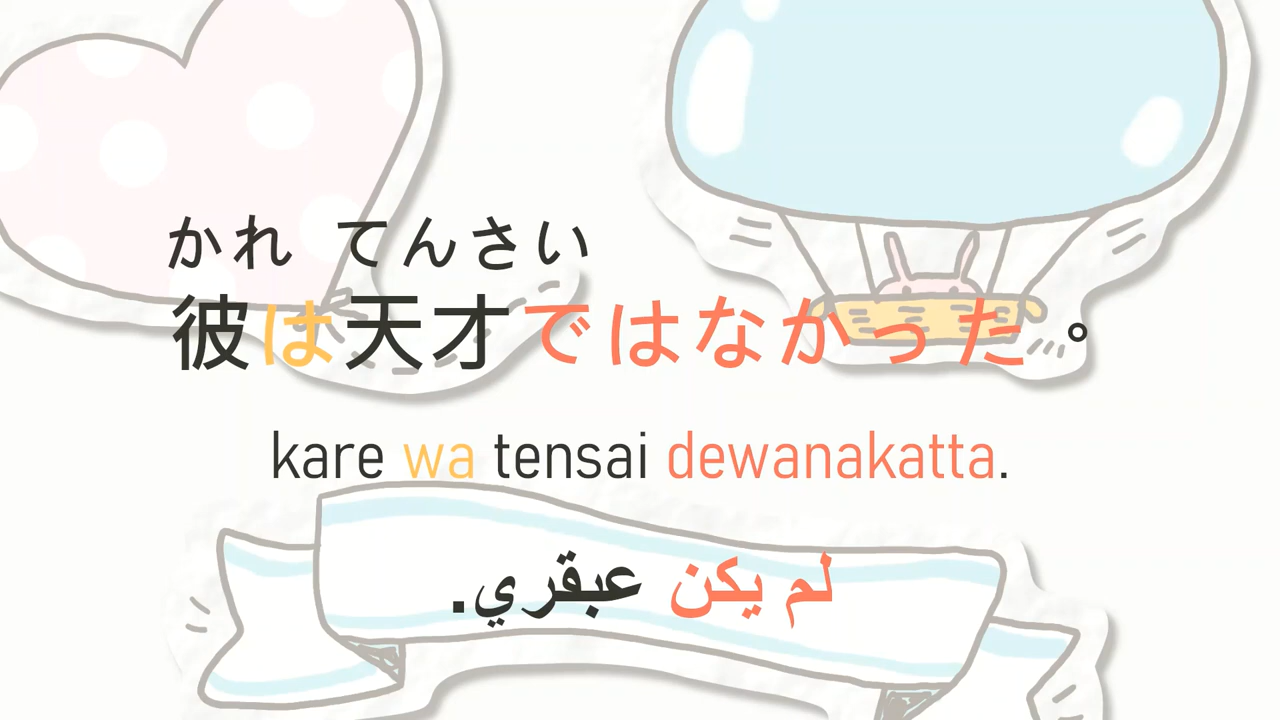 かれ てんさい
彼は天才ではなかった。
kare wa tensai dewanakatta.
لم يكن عبقري.